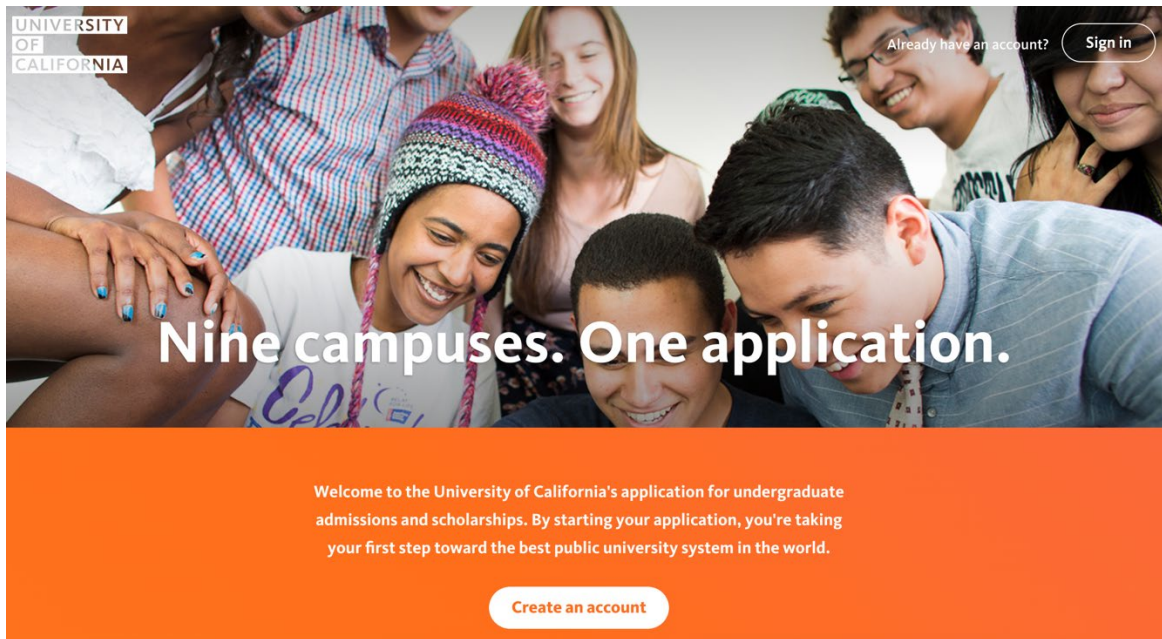 UNIVERSITY
OF
CALIFORNIA
Already have an account?
Sign in
Nine campuses. One application.
Welcome to the University of California's application for undergraduate
admissions and scholarships. By starting your application, you're taking
your first step toward the best public university system in the world.
Create an account